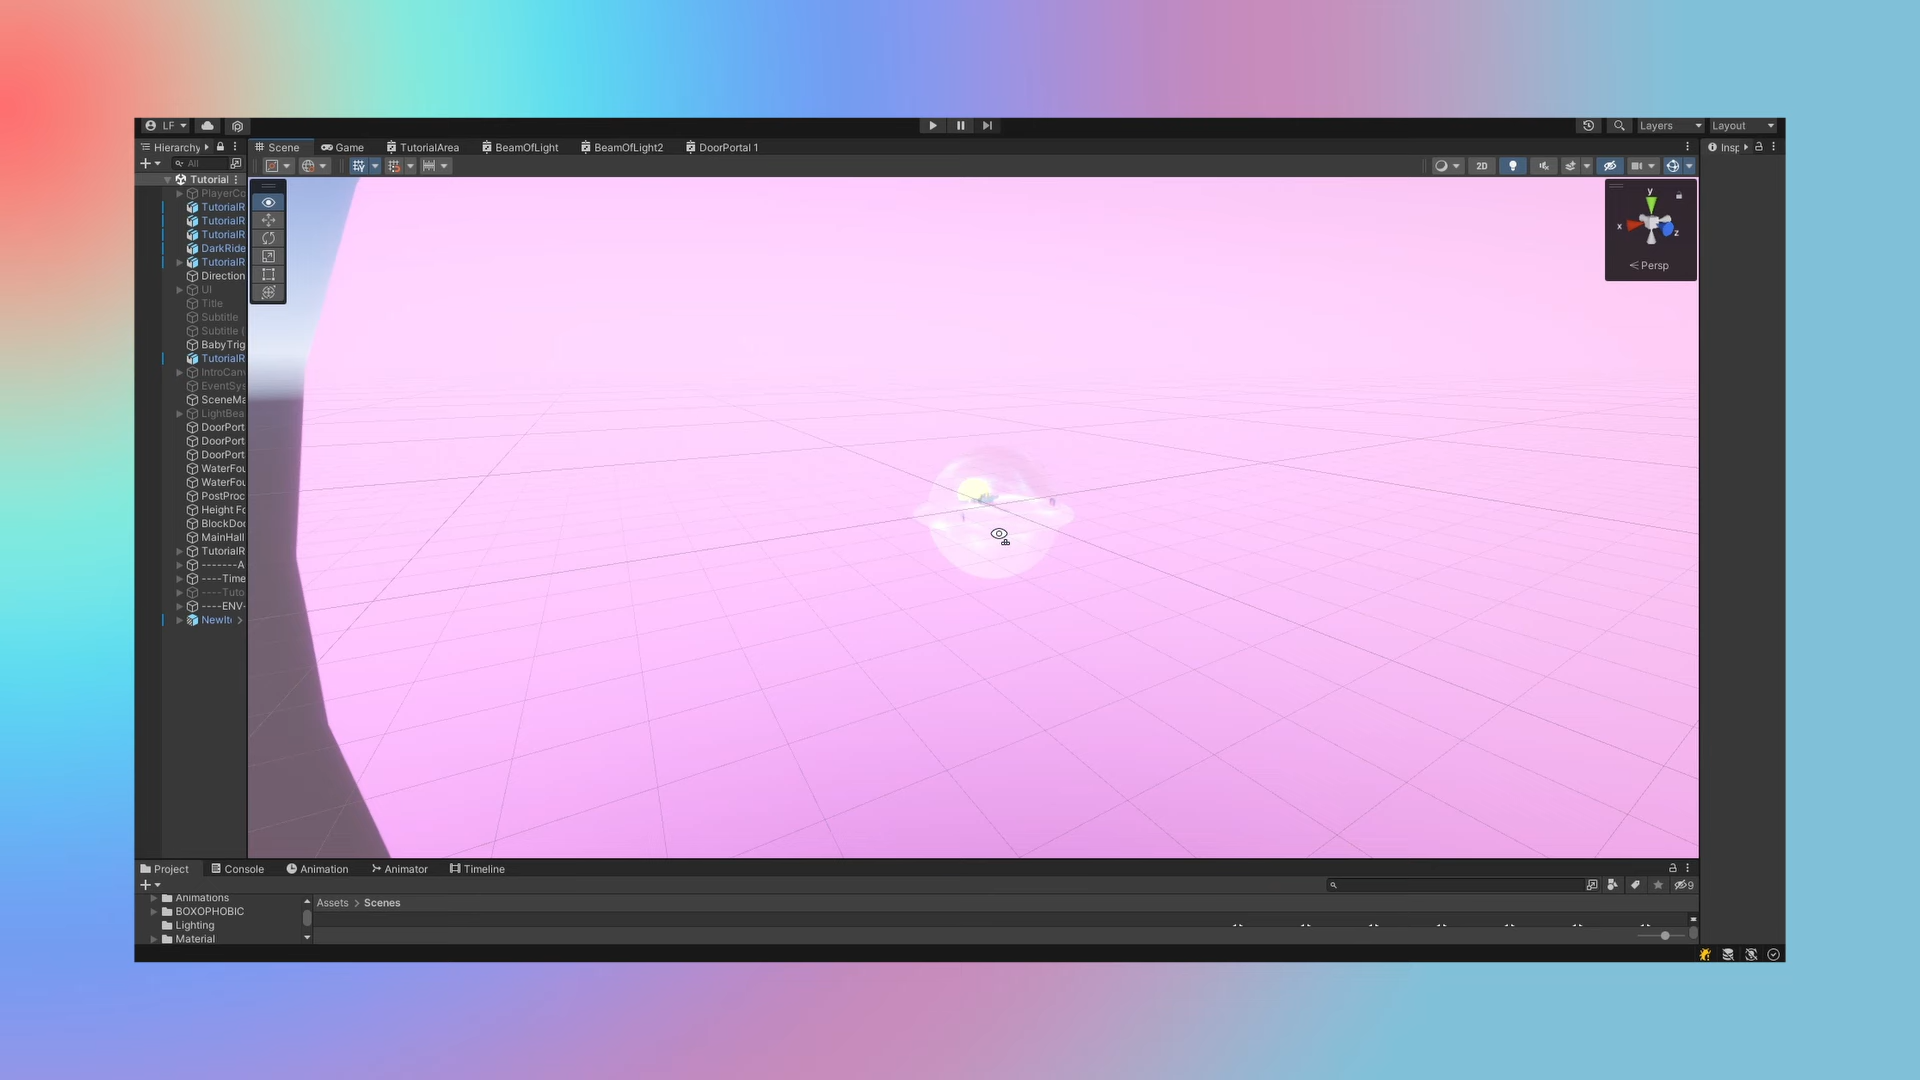 LF
Layers
Layout
Hierarchy
Scene
Game
TutorialArea
BeamOfLight
BeamOfLight2
DoorPortal 1
Insp
All
2D
Tutorial
PlayerCo
TutorialR
TutorialR
TutorialR
DarkRide
TutorialR
Direction
UI
Title
Subtitle
Subtitle (
BabyTrig
TutorialR
IntroCan
EventSys
SceneMa
LightBea
DoorPort
DoorPort
DoorPort
WaterFou
WaterFou
PostProc
Height Fo
BlockDoo
MainHall
TutorialR
-------A
----Time
----Tuto
----ENV-
NewIte
y
x
z
Persp
Project
Console
Animation
Animator
Timeline
9
Animations
BOXOPHOBIC
Lighting
Material
Assets > Scenes